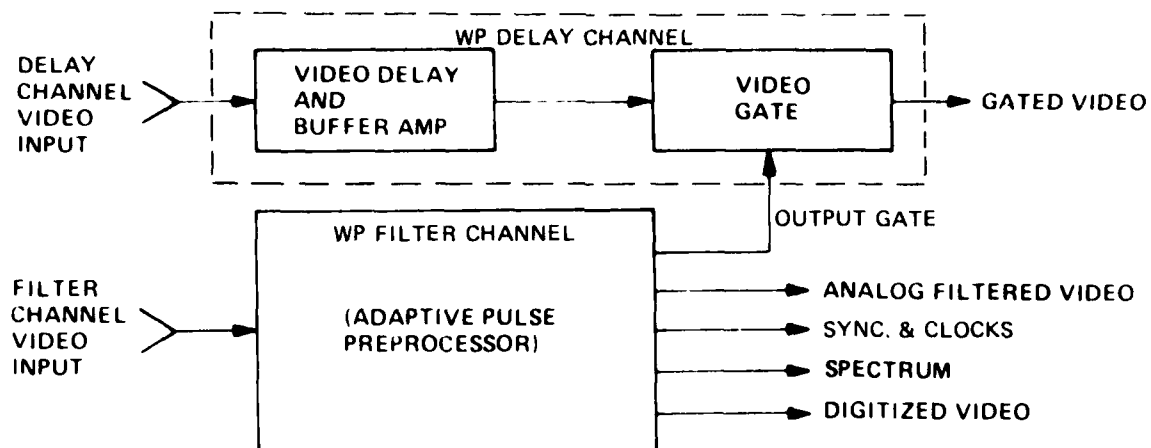 WP DELAY CHANNEL
DELAY
CHANNEL
VIDEO
INPUT
VIDEO DELAY
AND
BUFFER AMP
VIDEO
GATE
GATED VIDEO
OUTPUT GATE
WP FILTER CHANNEL
FILTER
CHANNEL
VIDEO
INPUT
(ADAPTIVE PULSE
PREPROCESSOR)
ANALOG FILTERED VIDEO
SYNC. & CLOCKS
SPECTRUM
DIGITIZED VIDEO